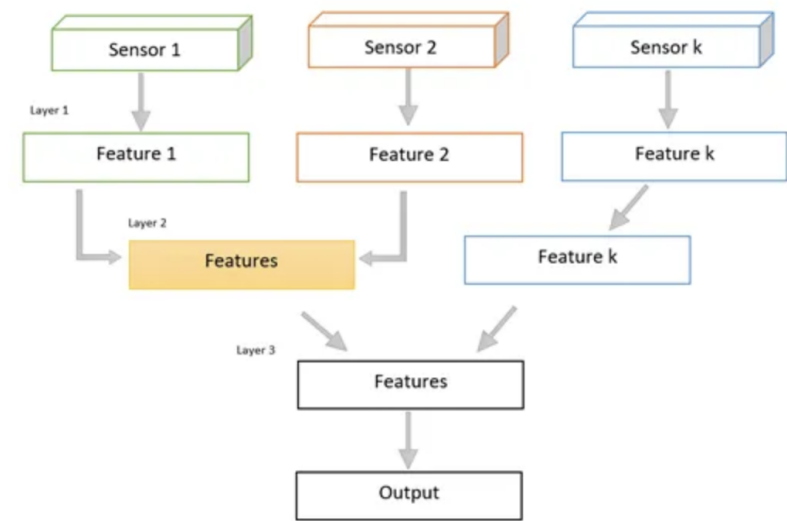 Sensor 1
Sensor 2
Sensor k
Layer 1
Feature 1
Feature 2
Feature k
Layer 2
Features
Feature k
Layer 3
Features
Output